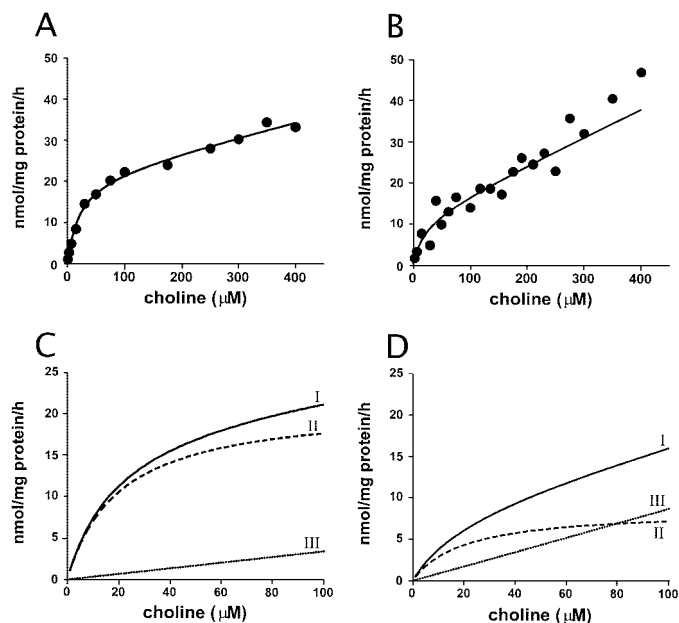 A
nmol/mg protein/h
50
40
30
20
10
0
0 100 200 300 400
choline (µM)
B
nmol/mg protein/h
50
40
30
20
10
0
0 100 200 300 400
choline (µM)
C
nmol/mg protein/h
25
20
15
10
5
0
I
II
III
0 20 40 60 80 100
choline (µM)
D
nmol/mg protein/h
25
20
15
10
5
0
I
III
II
0 20 40 60 80 100
choline (µM)